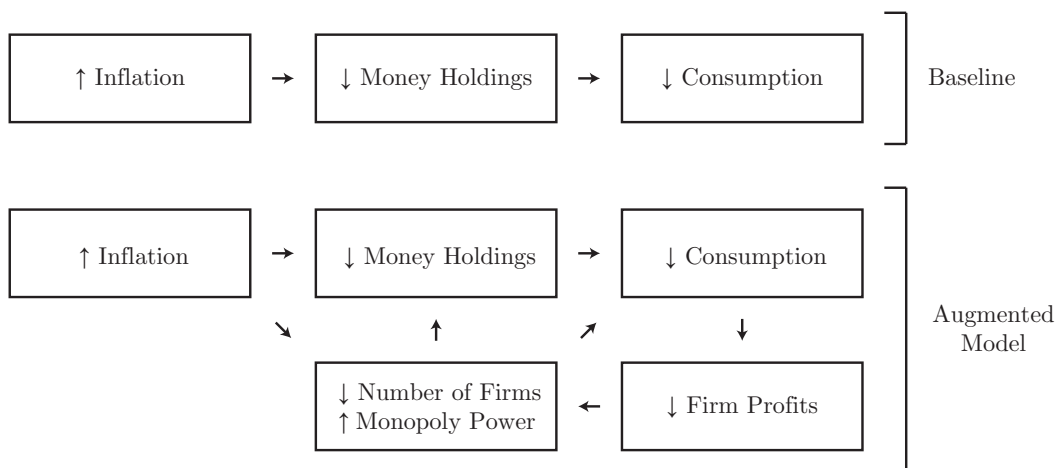 ↑ Inflation
↓ Money Holdings
↓ Consumption
Baseline
↑ Inflation
↓ Money Holdings
↓ Consumption
Augmented
Model
↓ Number of Firms
↑ Monopoly Power
↓ Firm Profits